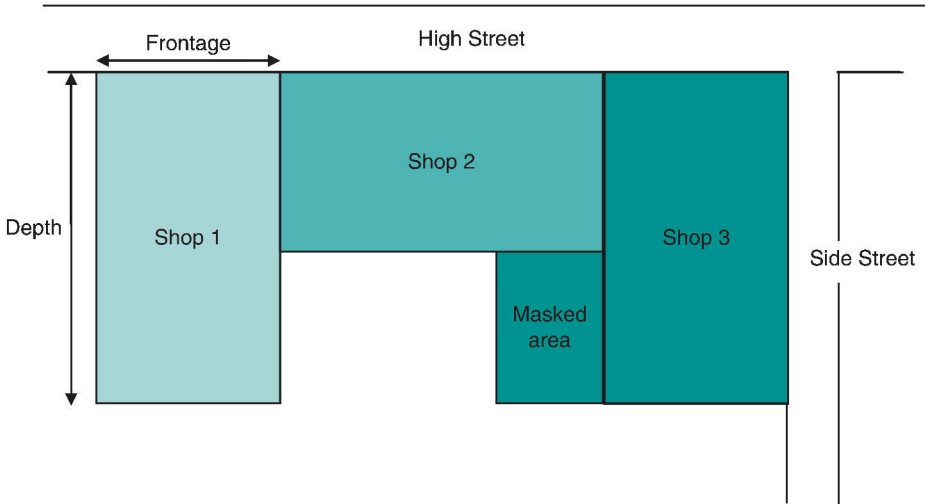 High Street
Frontage
Shop 1
Shop 2
Shop 3
Depth
Side Street
Masked
area